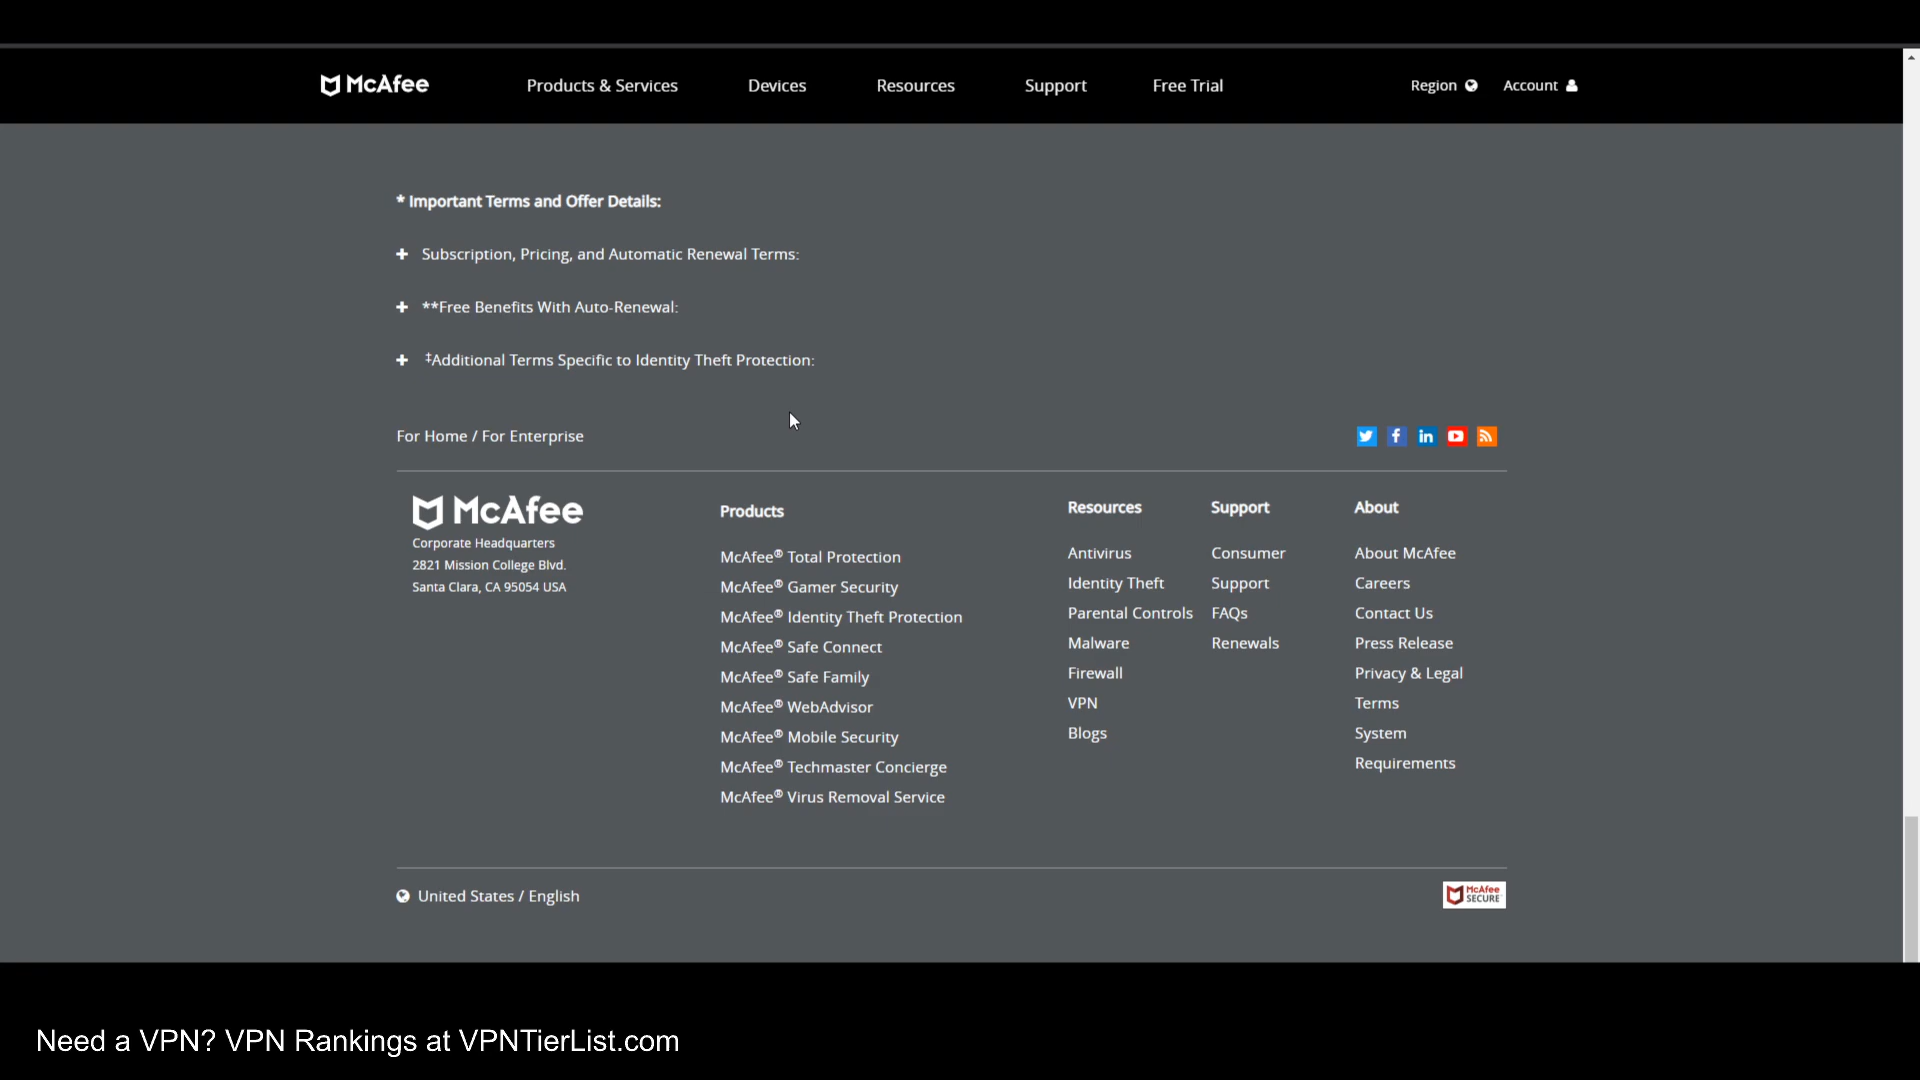 McAfee
Products & Services
Devices
Resources
Support
Free Trial
Region
Account
* Important Terms and Offer Details:
+ Subscription, Pricing, and Automatic Renewal Terms:
+ **Free Benefits With Auto-Renewal:
+ ‡Additional Terms Specific to Identity Theft Protection:
For Home / For Enterprise
McAfee
Corporate Headquarters
2821 Mission College Blvd.
Santa Clara, CA 95054 USA
Products
McAfee® Total Protection
McAfee® Gamer Security
McAfee® Identity Theft Protection
McAfee® Safe Connect
McAfee® Safe Family
McAfee® WebAdvisor
McAfee® Mobile Security
McAfee® Techmaster Concierge
McAfee® Virus Removal Service
Resources
Antivirus
Identity Theft
Parental Controls
Malware
Firewall
VPN
Blogs
Support
Consumer
Support
FAQs
Renewals
About
About McAfee
Careers
Contact Us
Press Release
Privacy & Legal
Terms
System
Requirements
United States / English
McAfee
SECURE
Need a VPN? VPN Rankings at VPNTierList.com